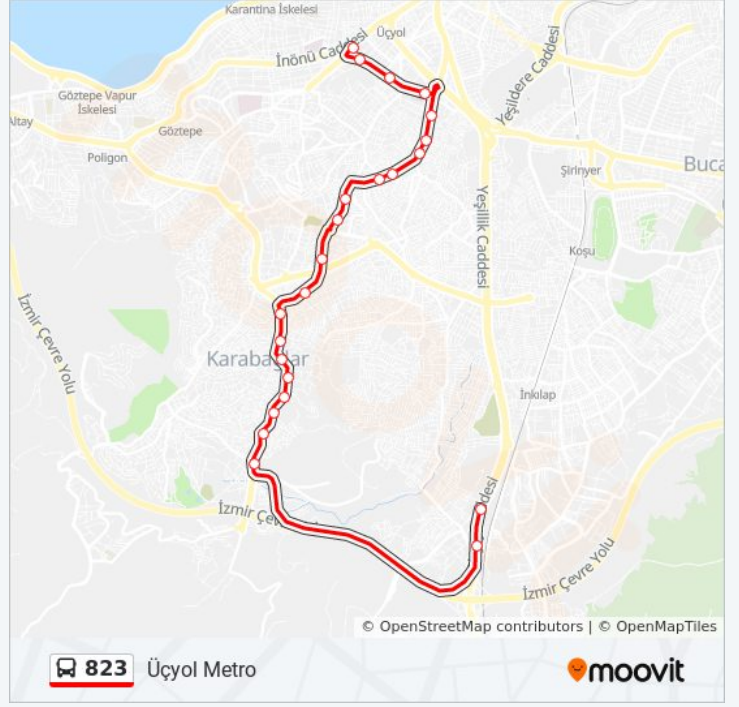 Karantina İskelesi
Üçyol
İnönü Caddesi
Yeşildere Caddesi
Göztepe Vapur
İskelesi
Altay
Göztepe
Poligon
Şirinyer
Buca
Yeşillik Caddesi
Koşu
İzmir Çevre Yolu
Karabağlar
İnkılap
ddesi
İzmir Çev
İzmir Çevre Yolu
© OpenStreetMap contributors | © OpenMapTiles
823 Üçyol Metro
moovit